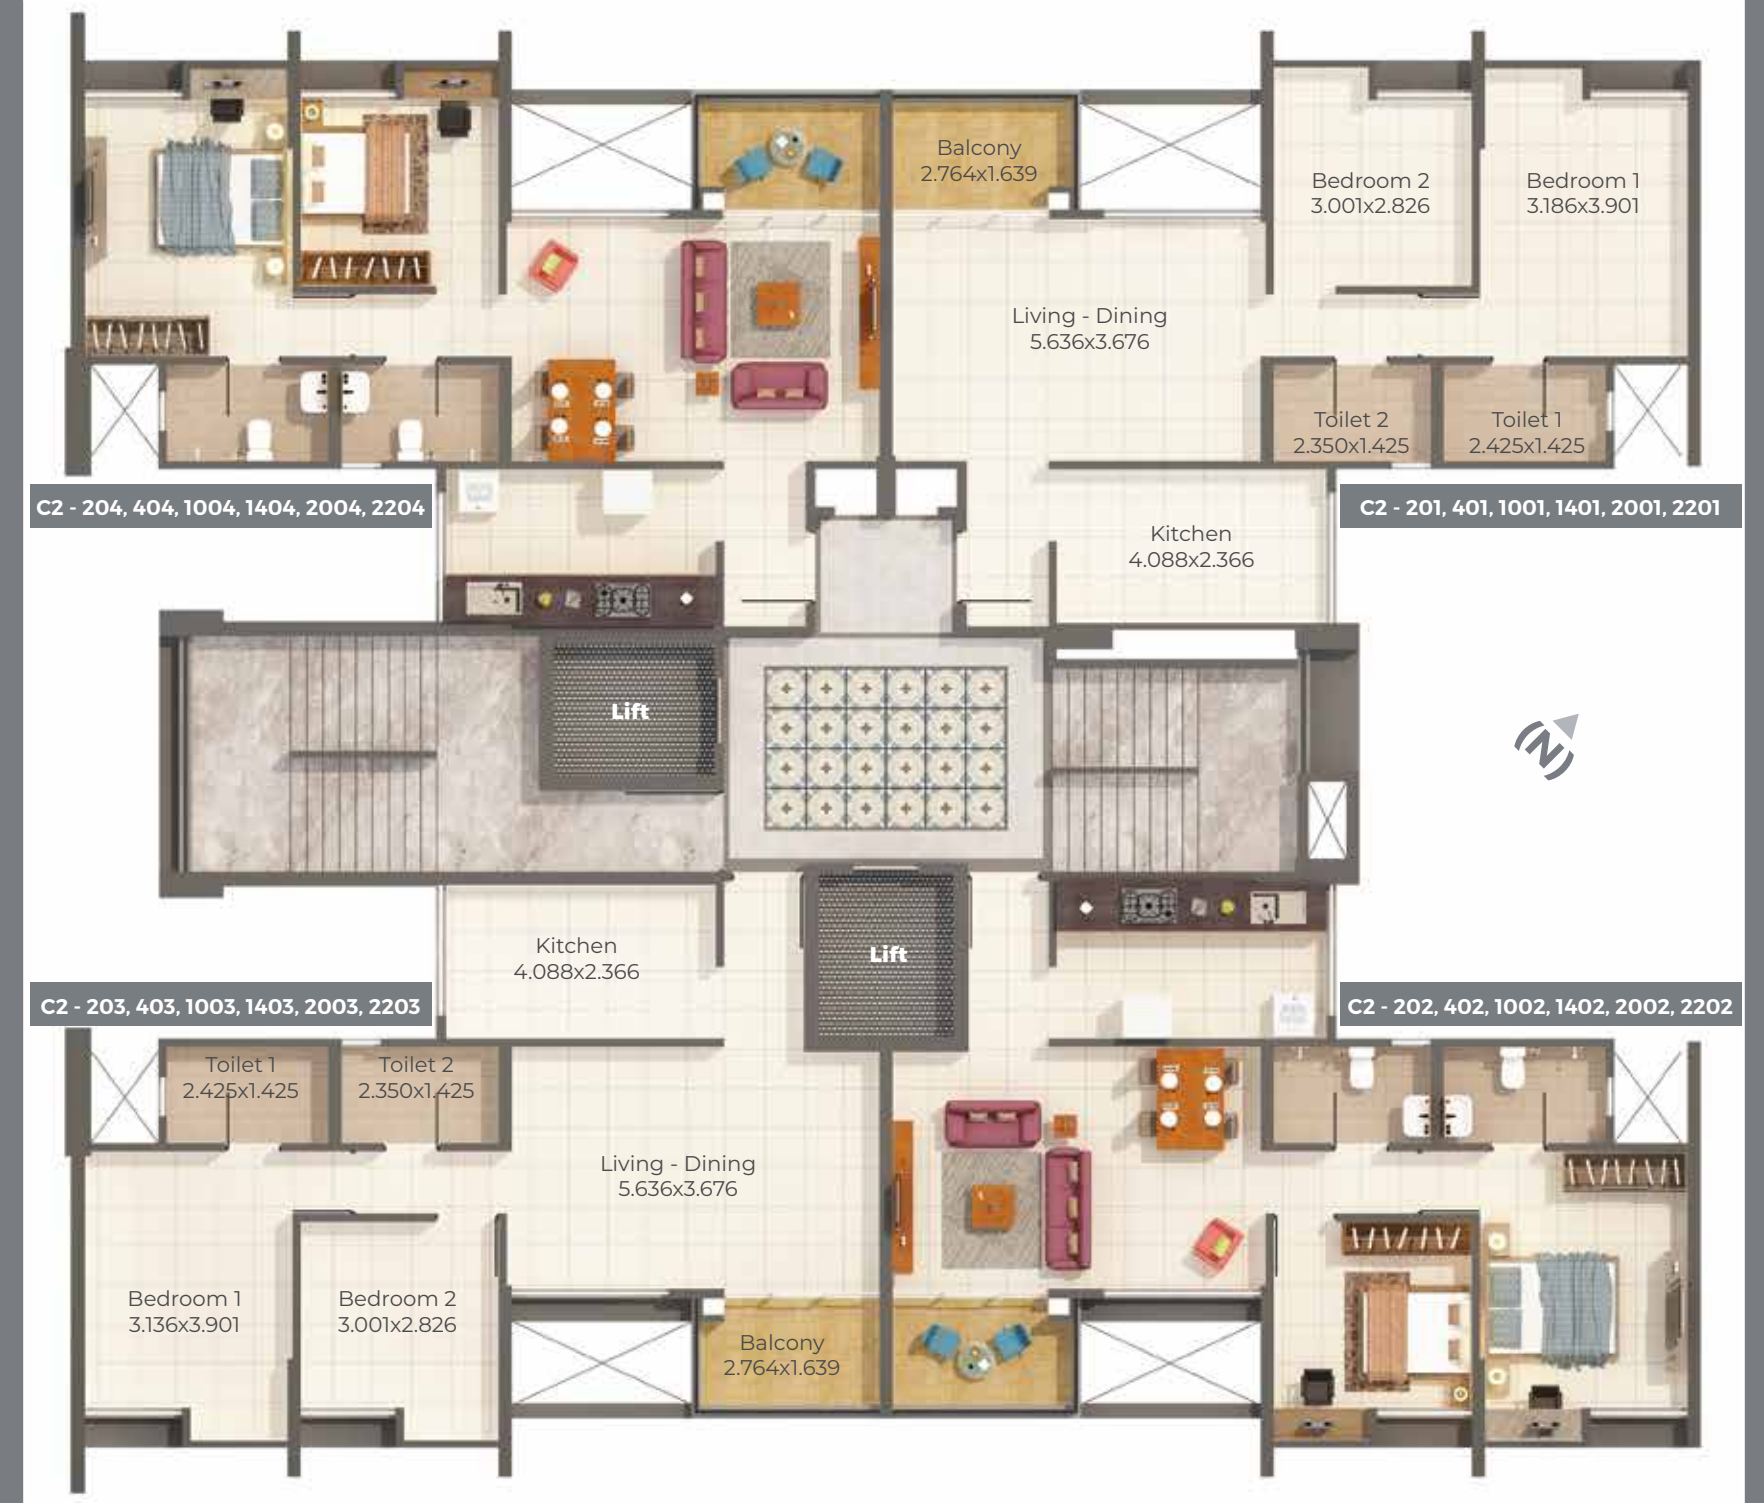 Balcony
2.764x1.639
Bedroom 2
3.001x2.826
Bedroom 1
3.186x3.901
Living - Dining
5.636x3.676
Toilet 2
2.350x1.425
Toilet 1
2.425x1.425
C2 - 204, 404, 1004, 1404, 2004, 2204
C2 - 201, 401, 1001, 1401, 2001, 2201
Kitchen
4.088x2.366
Lift
(N)
Kitchen
4.088x2.366
Lift
C2 - 203, 403, 1003, 1403, 2003, 2203
C2 - 202, 402, 1002, 1402, 2002, 2202
Toilet 1
2.425x1.425
Toilet 2
2.350x1.425
Living - Dining
5.636x3.676
Bedroom 1
3.136x3.901
Bedroom 2
3.001x2.826
Balcony
2.764x1.639